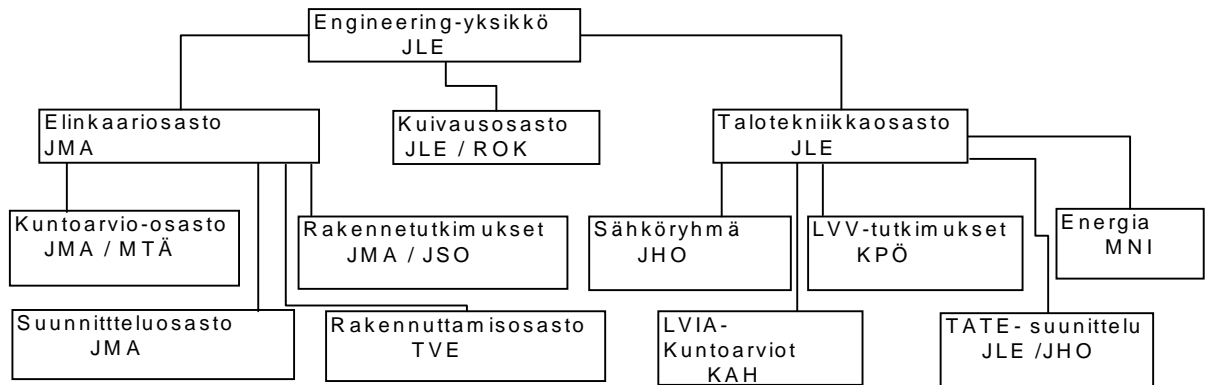 Engineering-yksikkö
JLE
Elinkaariosasto
JMA
Kuivausosasto
JLE / ROK
Talotekniikkaosasto
JLE
Kuntoarvio-osasto
JMA / MTÄ
Rakennetutkimukset
JMA / JSO
Sähköryhmä
JHO
LVV-tutkimukset
KPÖ
Energia
MNI
Suunnittteluosasto
JMA
Rakennuttamisosasto
TVE
LVIA-
Kuntoarviot
KAH
TATE- suunittelu
JLE /JHO